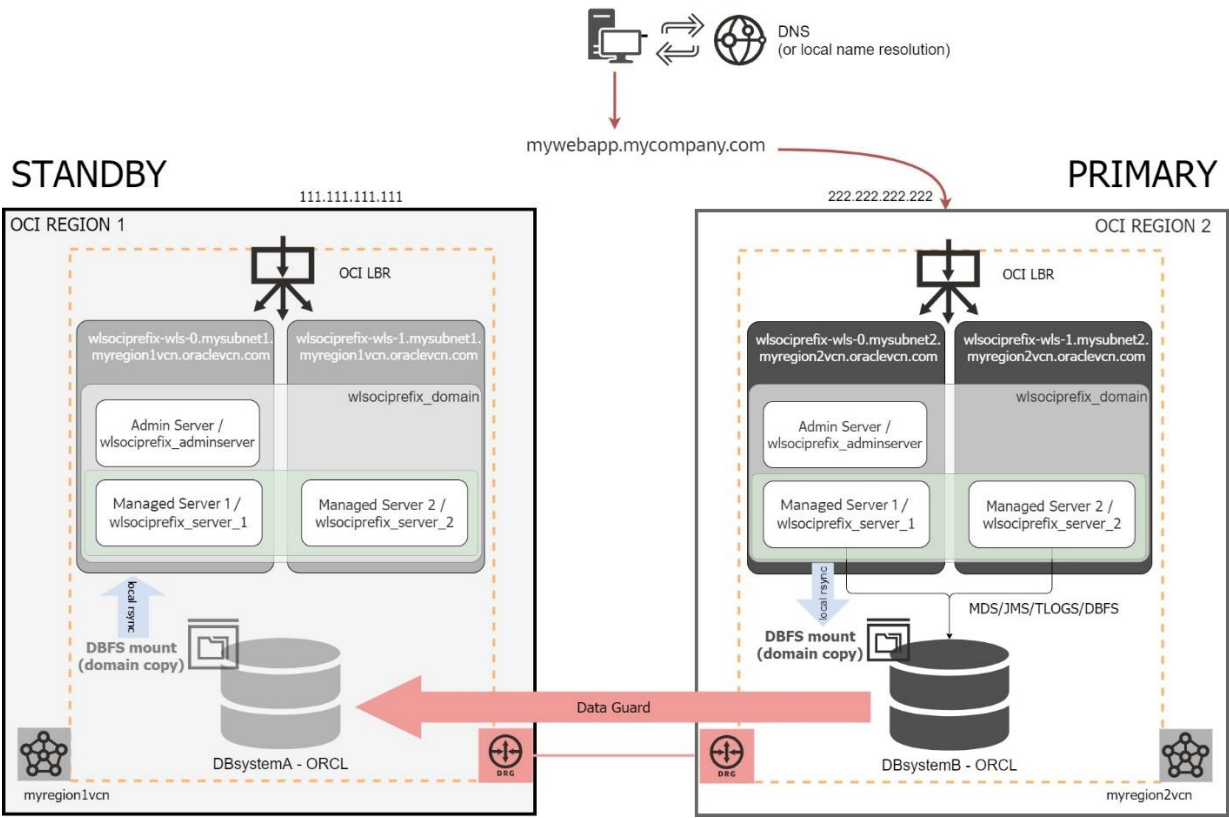 DNS
(or local name resolution)
mywebapp.mycompany.com
STANDBY
PRIMARY
111.111.111.111
222.222.222.222
OCI REGION 1
OCI LBR
wlsociprefix-wls-0.mysubnet1.
myregion1vcn.oraclevcn.com
wlsociprefix-wls-1.mysubnet1.
myregion1vcn.oraclevcn.com
wlsociprefix_domain
Admin Server /
wlsociprefix_adminserver
Managed Server 1 /
wlsociprefix_server_1
Managed Server 2 /
wlsociprefix_server_2
local rsync
DBFS mount
(domain copy)
DBsystemA - ORCL
myregion1vcn
DRG
Data Guard
OCI REGION 2
OCI LBR
wlsociprefix-wls-0.mysubnet2.
myregion2vcn.oraclevcn.com
wlsociprefix-wls-1.mysubnet2.
myregion2vcn.oraclevcn.com
wlsociprefix_domain
Admin Server /
wlsociprefix_adminserver
Managed Server 1 /
wlsociprefix_server_1
Managed Server 2 /
wlsociprefix_server_2
local rsync
MDS/JMS/TLOGS/DBFS
DBFS mount
(domain copy)
DBsystemB - ORCL
DRG
myregion2vcn